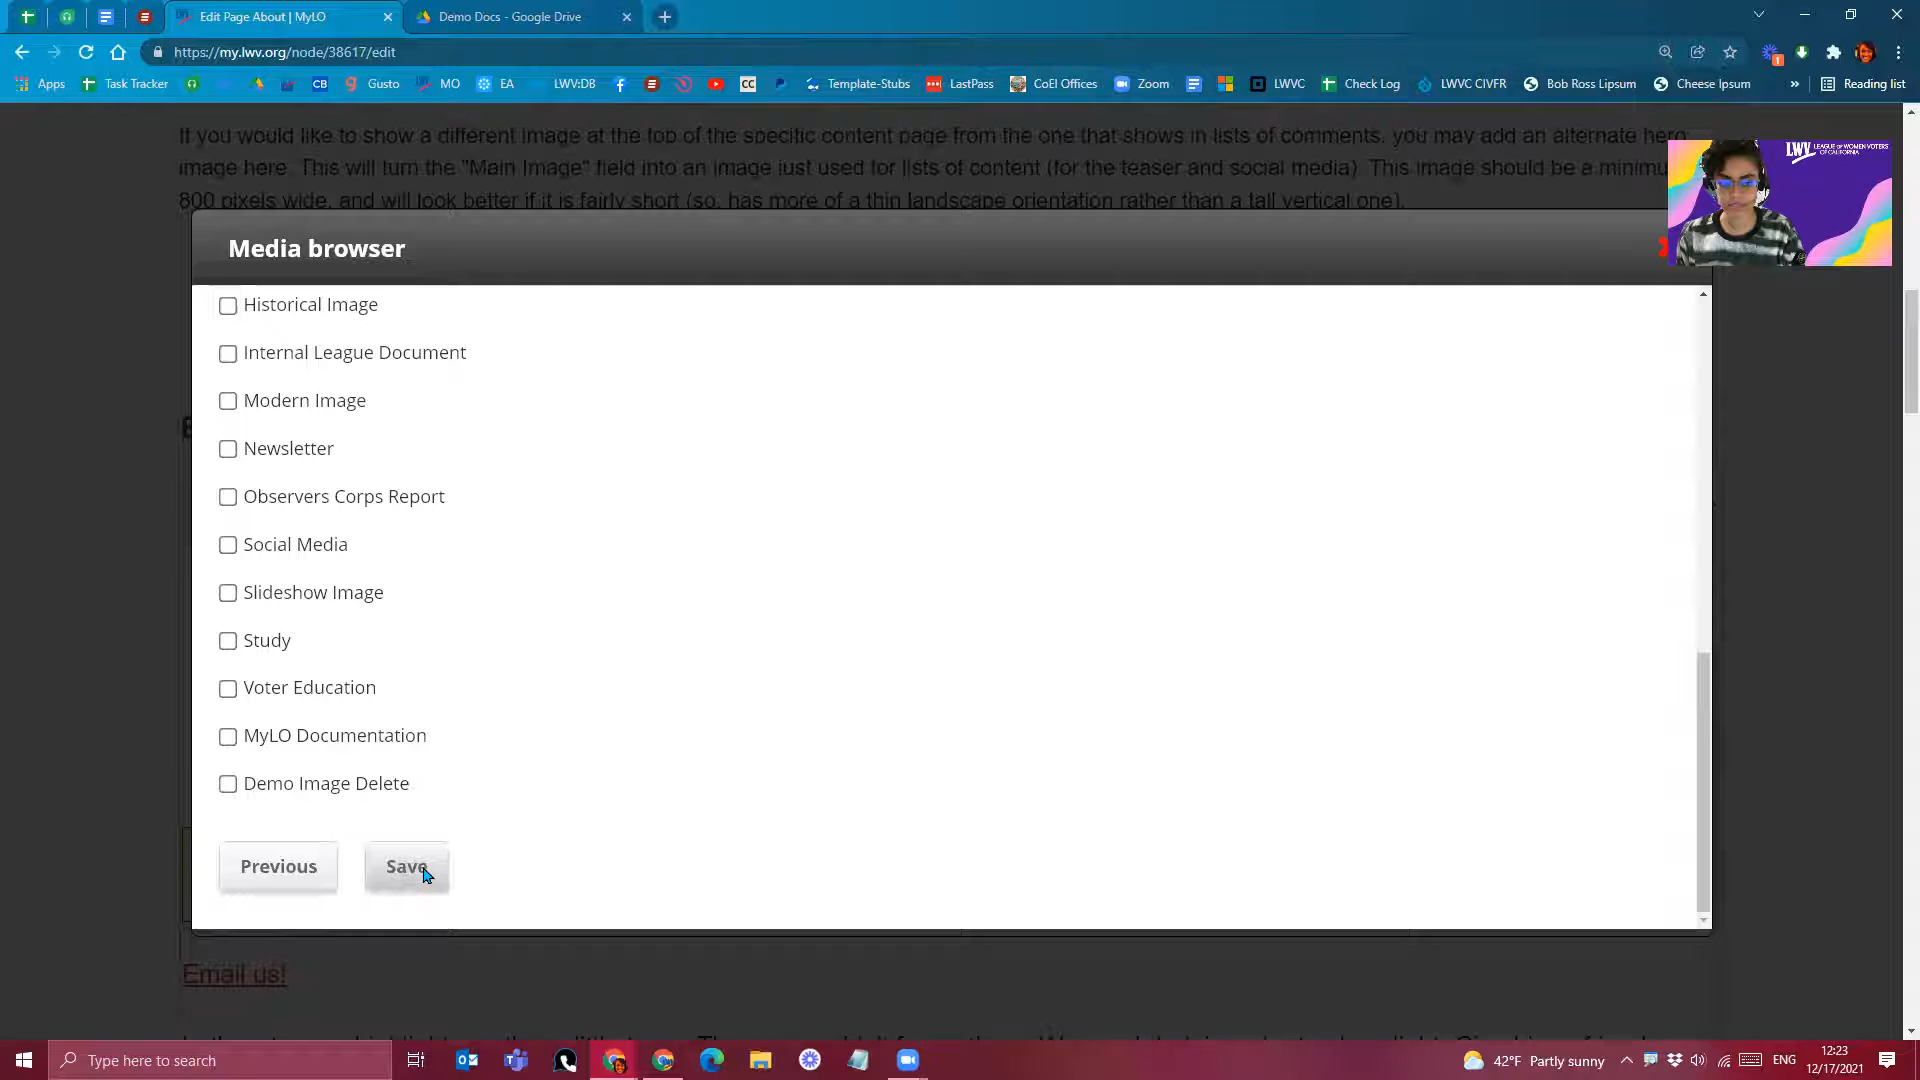 Edit Page About | MyLO
Demo Docs - Google Drive
https://my.lwv.org/node/38617/edit
Apps
Task Tracker
CB
Gusto
MO
EA
LWV:DB
CC
Template-Stubs
LastPass
CoEl Offices
Zoom
LWVC
Check Log
LWVC CIVFR
Bob Ross Lipsum
Cheese Ipsum
»
Reading list
If you would like to show a different image at the top of the specific content page from the one that shows in lists of comments, you may add an alternate hero
image here. This will turn the "Main Image" field into an image just used for lists of content (for the teaser and social media). This image should be a minimu
800 pixels wide, and will look better if it is fairly short (so, has more of a thin landscape orientation rather than a tall vertical one).
LWV LEAGUE OF WOMEN VOTERS
OF CALIFORNIA
Media browser
Historical Image
Internal League Document
Modern Image
Newsletter
Observers Corps Report
Social Media
Slideshow Image
Study
Voter Education
MyLO Documentation
Demo Image Delete
Previous
Save
Email us!
Type here to search
42°F Partly sunny
ENG
12:23
12/17/2021